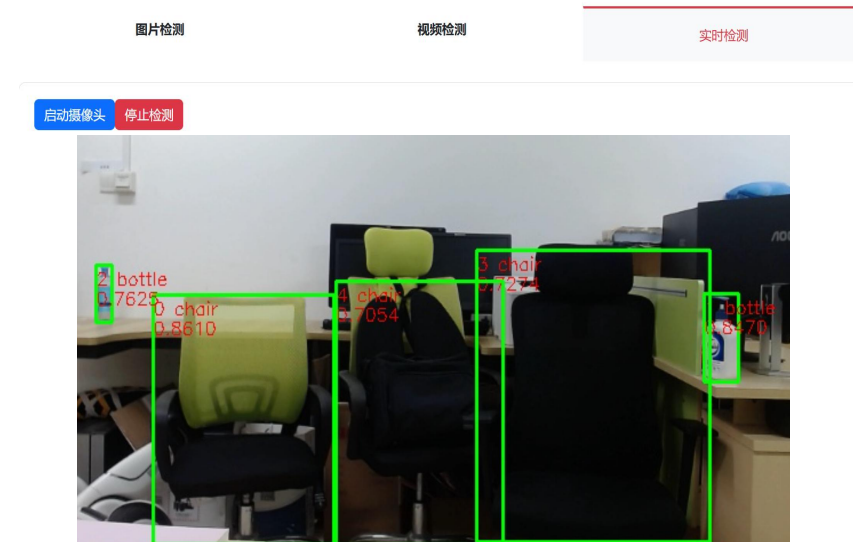 图片检测
视频检测
实时检测
启动摄像头
停止检测
3 chair
0.7274
2 bottle
0.7625
4 chair
0.7054
0 chair
0.8610
bottle
0.8470